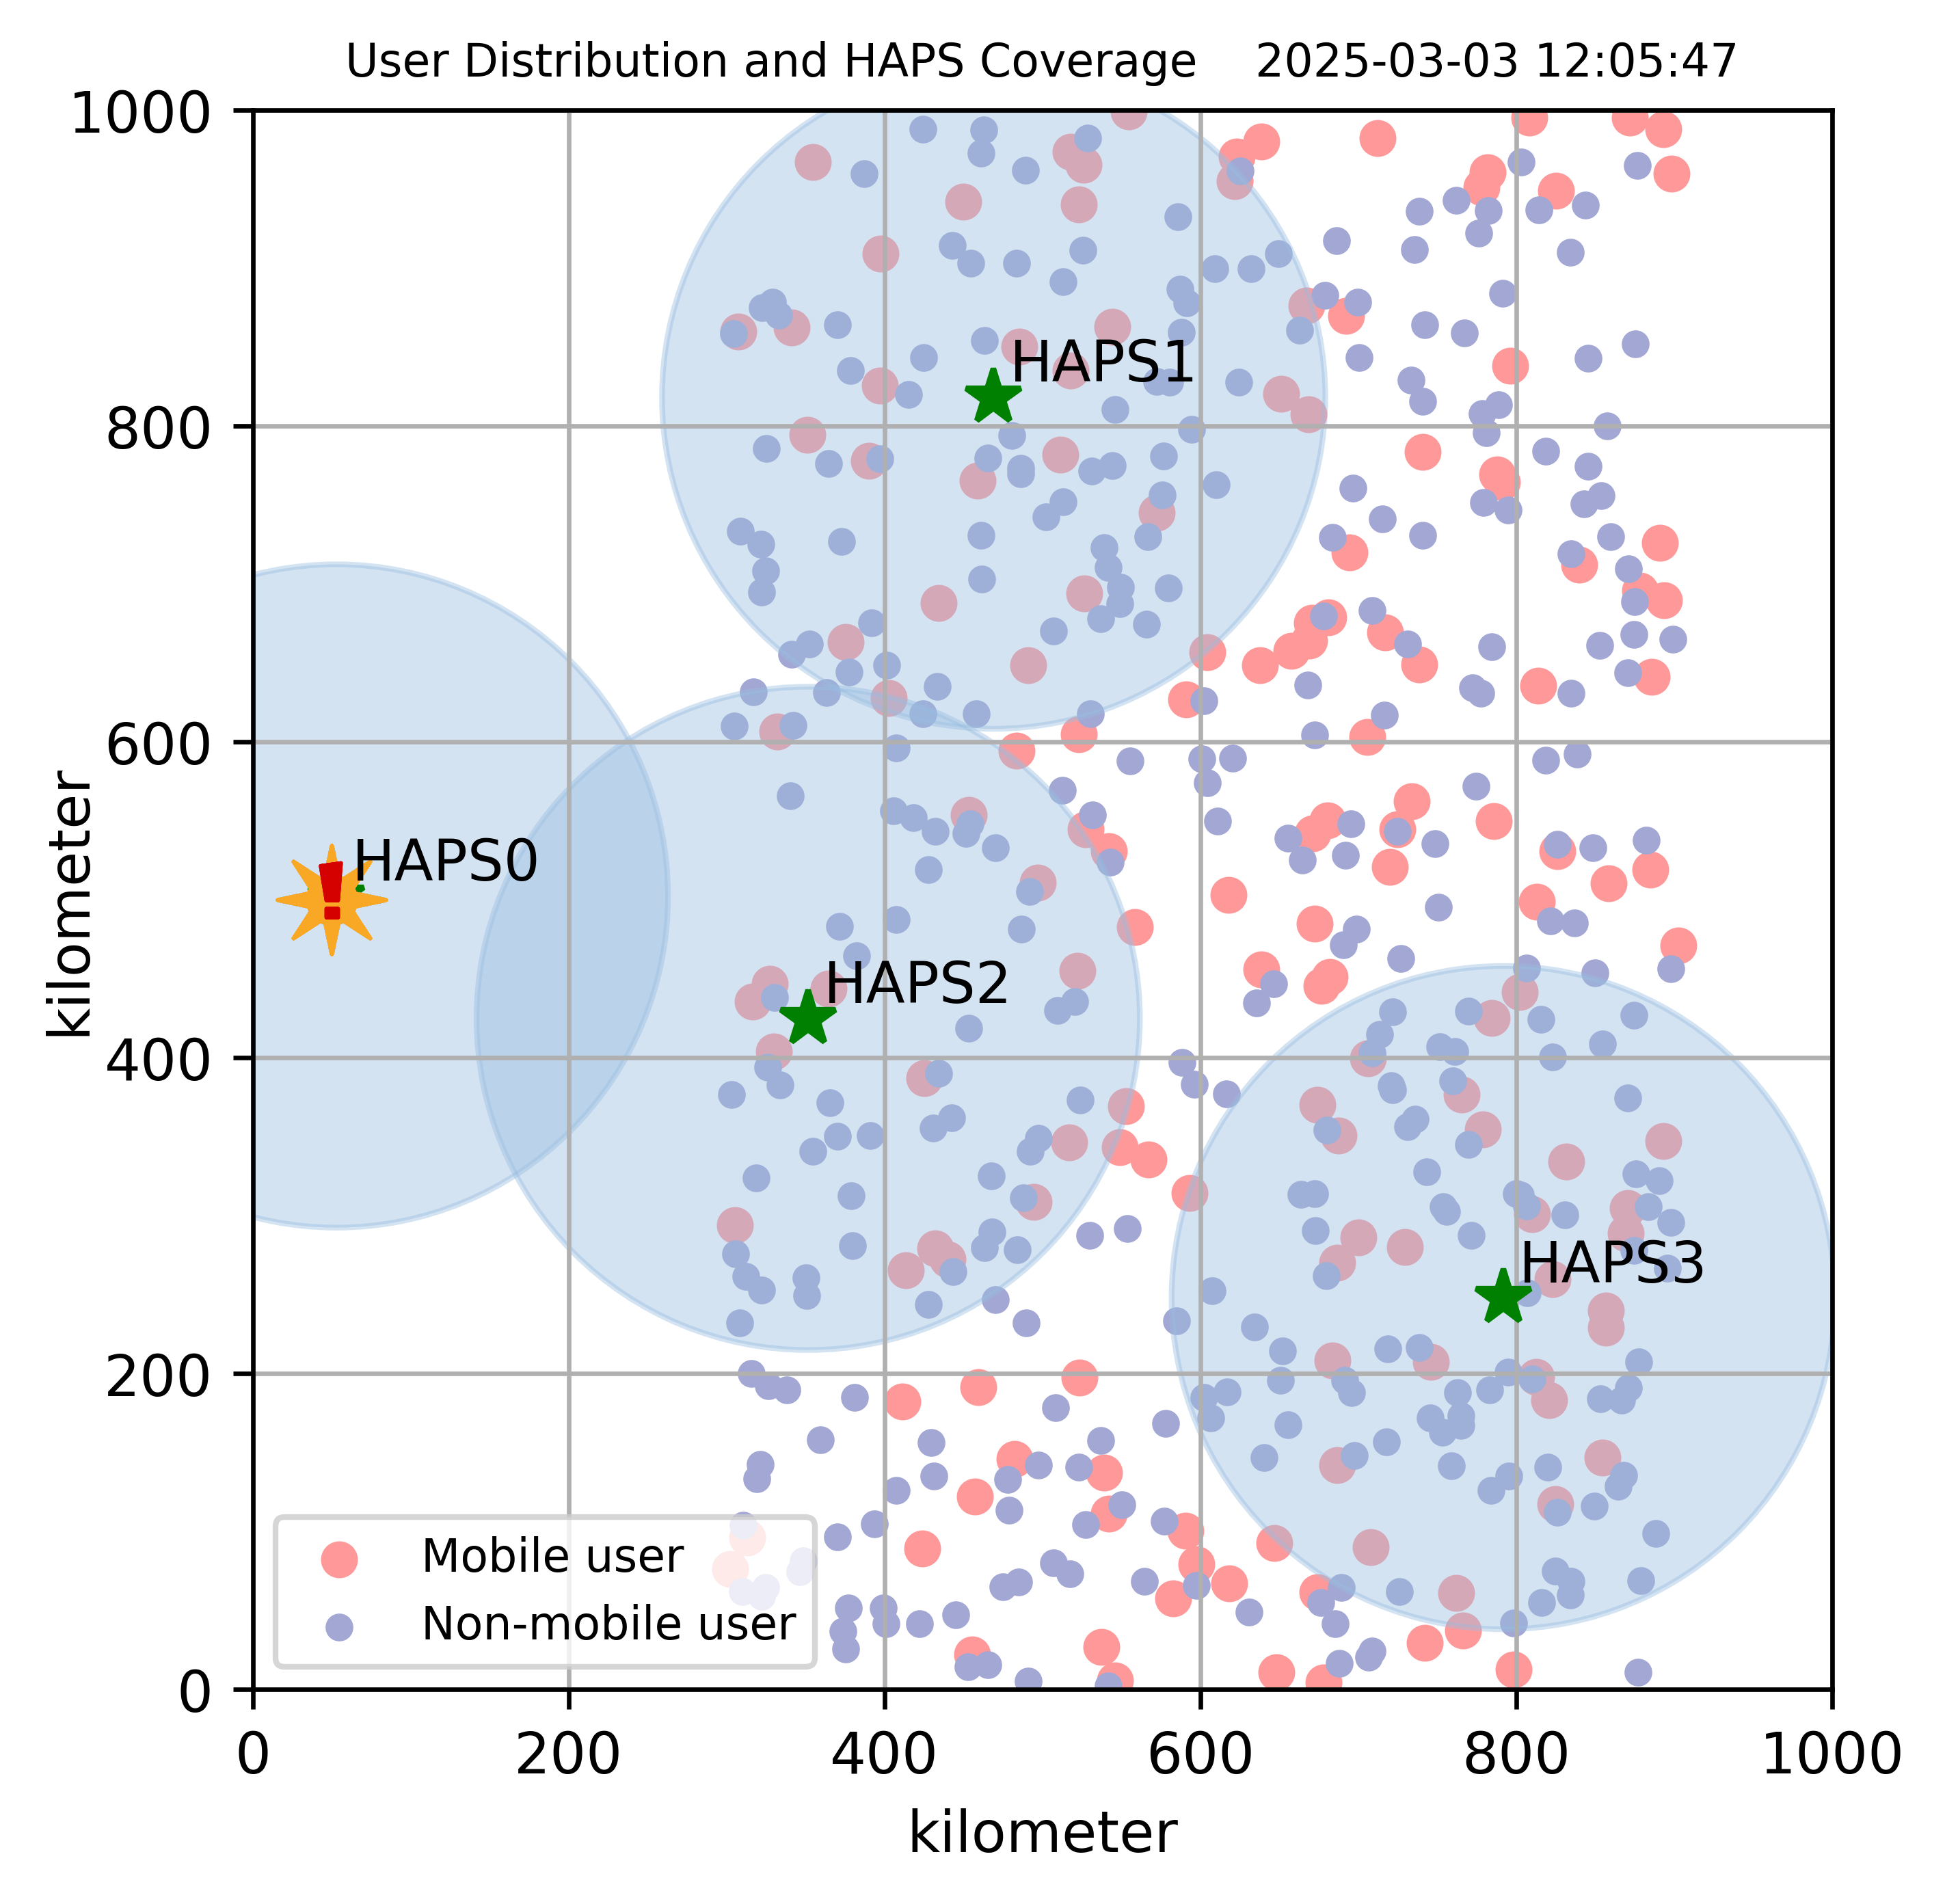 User Distribution and HAPS Coverage 2025-03-03 12:05:47
1000
800
600
400
200
0
kilometer
HAPS1
HAPS0
HAPS2
HAPS3
Mobile user
Non-mobile user
0 200 400 600 800 1000
kilometer